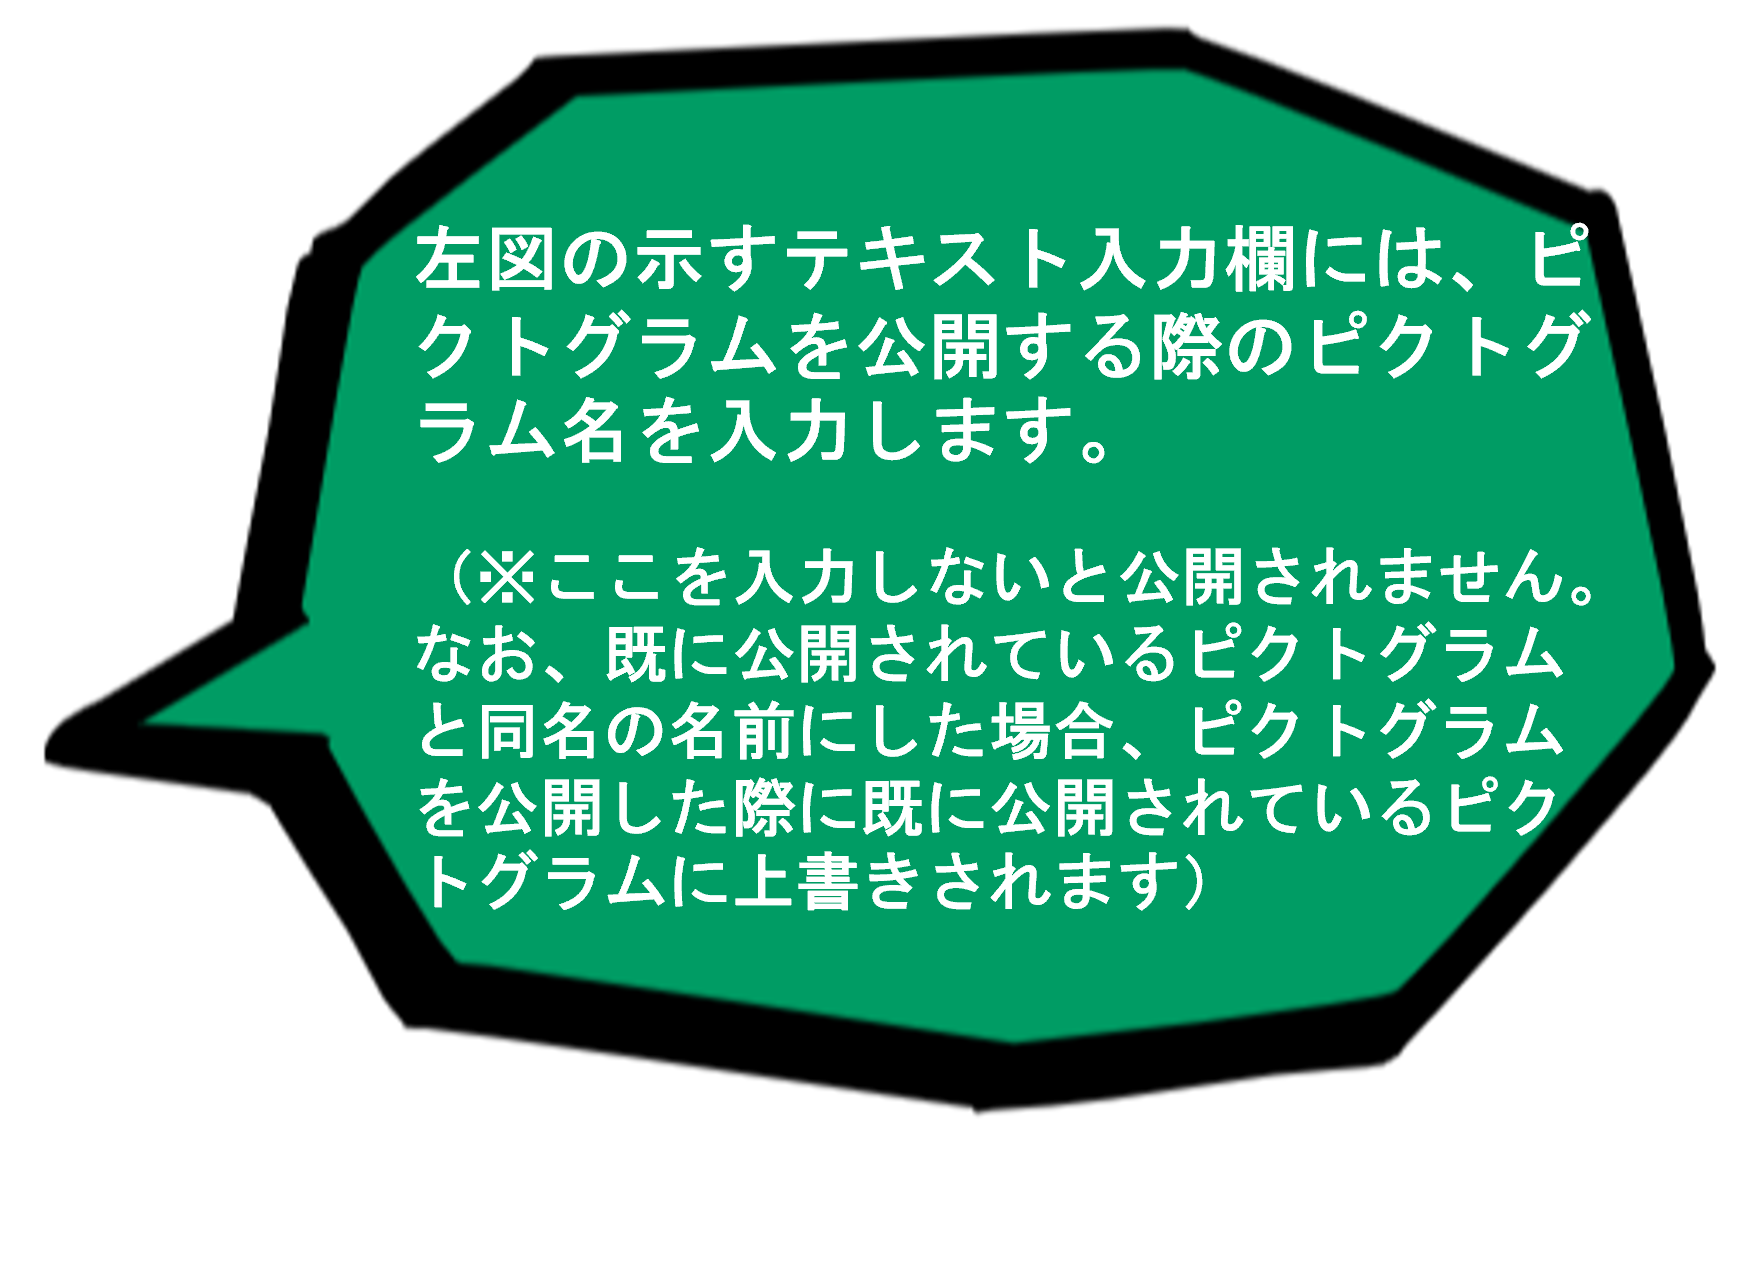 左図の示すテキスト入力欄には、ピ
クトグラムを公開する際のピクトグ
ラム名を入力します。
（※ここを入力しないと公開されません。
なお、既に公開されているピクトグラム
と同名の名前にした場合、ピクトグラム
を公開した際に既に公開されているピク
トグラムに上書きされます）